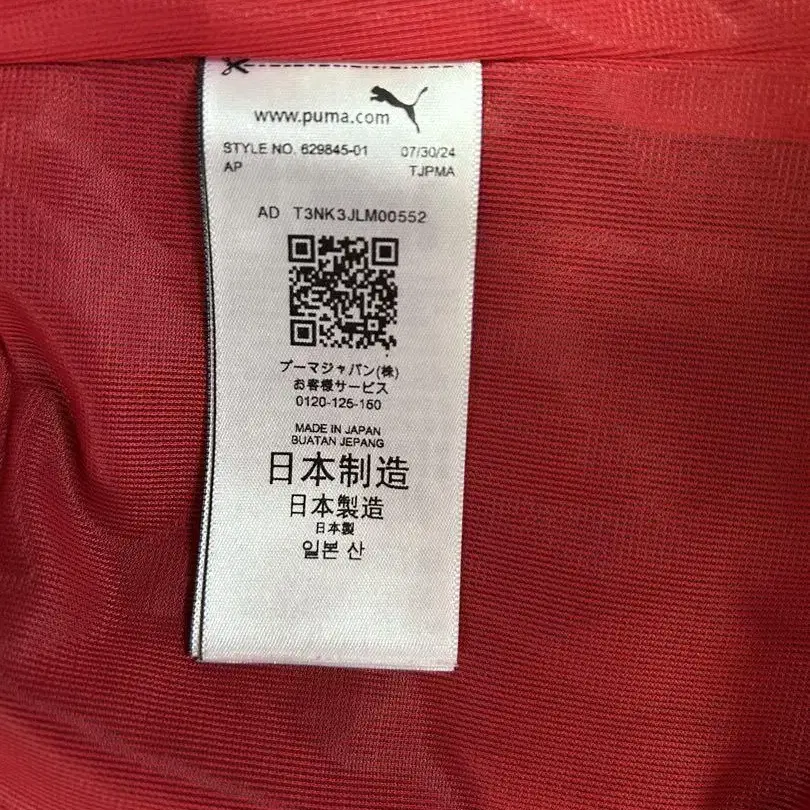 www.puma.com
STYLE NO. 629845-01 07/30/24
AP TJPMA
AD T3NK3JLM00552
プーマジャパン(株)
お客様サービス
0120-125-150
MADE IN JAPAN
BUATAN JEPANG
日本制造
日本製造
日本製
일본 산